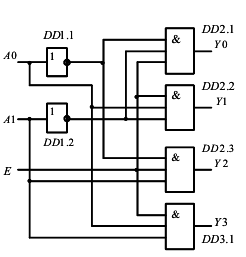 DD1.1
DD2.1
A0
1
&
Y0
DD2.2
&
Y1
A1
1
DD1.2
DD2.3
&
E
Y2
&
Y3
DD3.1